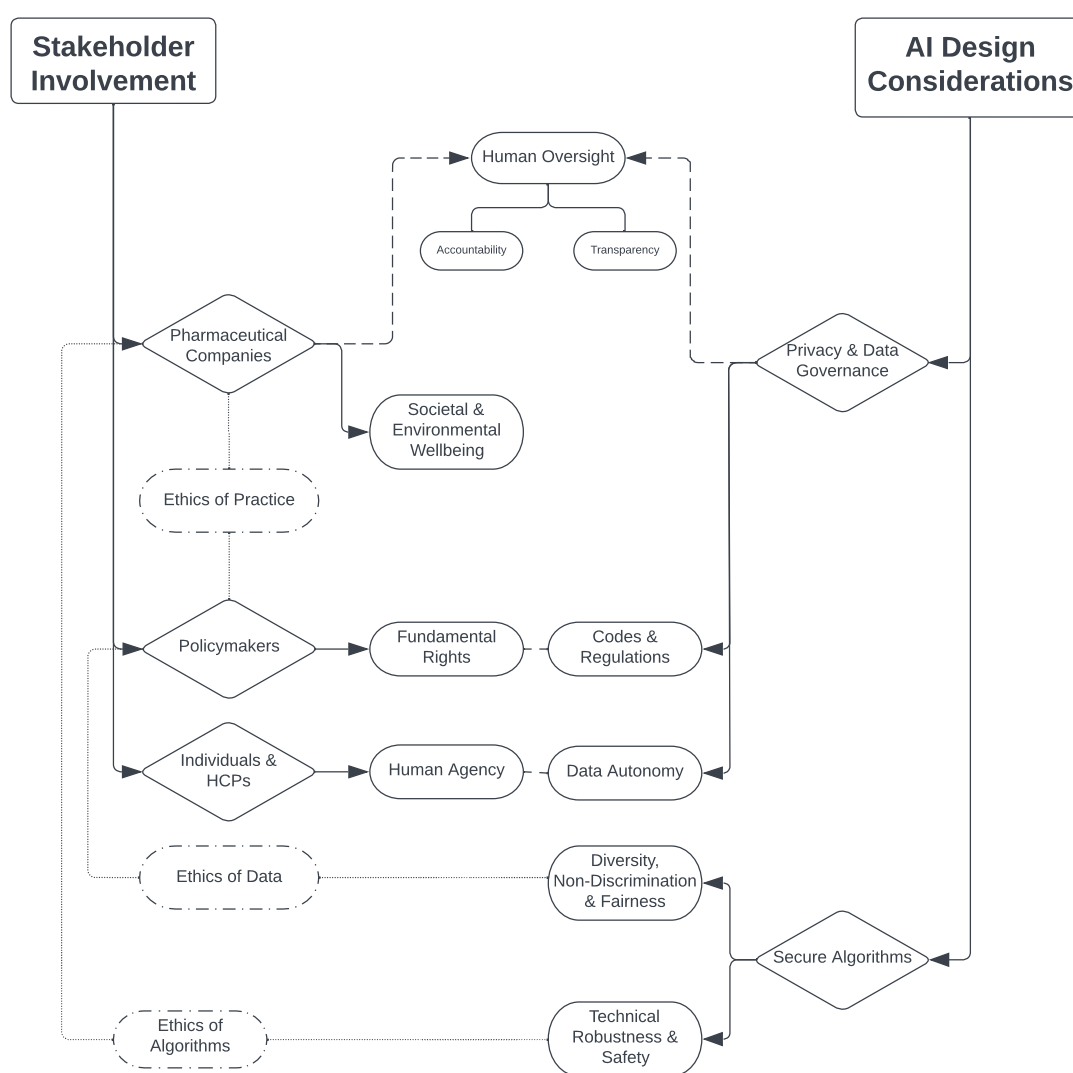 Stakeholder
Involvement
AI Design
Considerations
Human Oversight
Accountability
Transparency
Pharmaceutical
Companies
Privacy & Data
Governance
Societal &
Environmental
Wellbeing
Ethics of Practice
Policymakers
Fundamental
Rights
Codes &
Regulations
Individuals &
HCPs
Human Agency
Data Autonomy
Ethics of Data
Diversity,
Non-Discrimination
& Fairness
Secure Algorithms
Ethics of
Algorithms
Technical
Robustness &
Safety